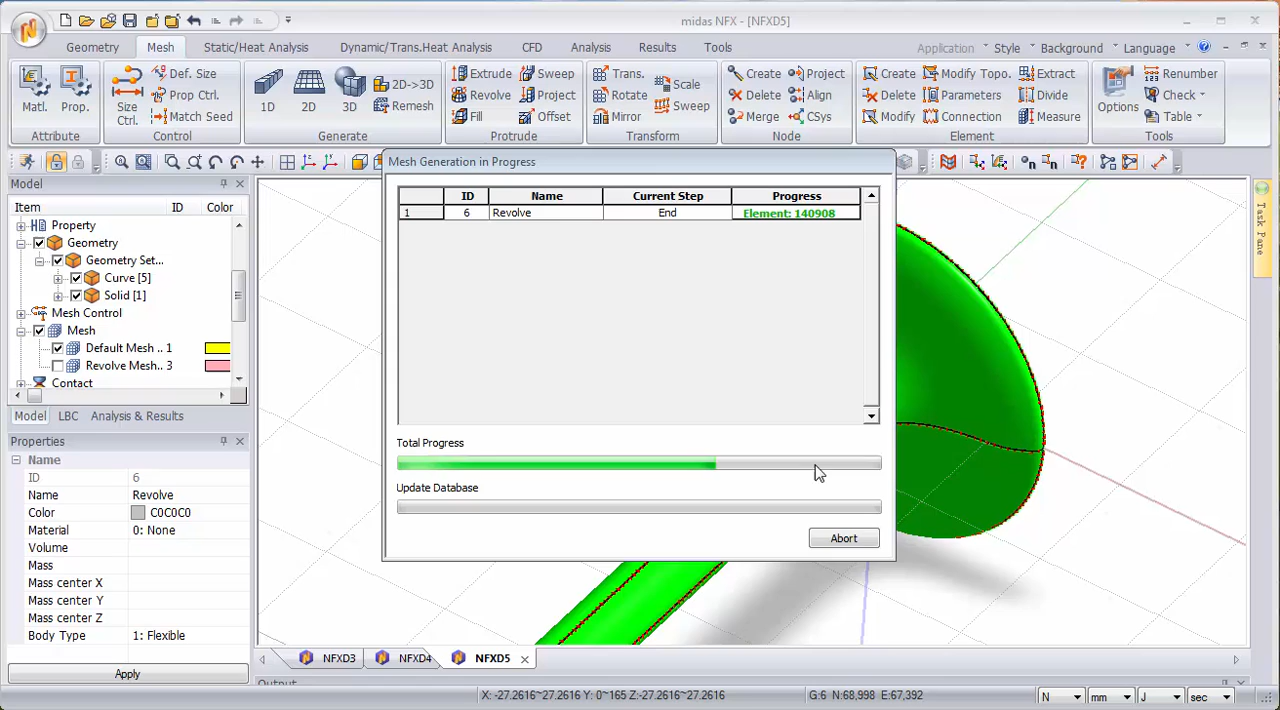 midas NFX - [NFXD5]
Geometry Mesh Static/Heat Analysis Dynamic/Trans.Heat Analysis CFD Analysis Results Tools Application Style Background Language
Matl. Prop. Size Ctrl. Def. Size Prop Ctrl. Match Seed 1D 2D 3D 2D->3D Remesh Extrude Sweep Revolve Project Fill Offset Trans. Scale Rotate Sweep Mirror Create Project Delete Align Merge CSys Create Modify Topo. Extract Delete Parameters Divide Modify Connection Measure Options Renumber Check Table
Attribute Control Generate Protrude Transform Node Element Tools
Model
Item ID Color
Property
Geometry
Geometry Set...
Curve [5]
Solid [1]
Mesh Control
Mesh
Default Mesh .. 1
Revolve Mesh.. 3
Contact
Model LBC Analysis & Results
Properties
Name
ID 6
Name Revolve
Color C0C0C0
Material 0: None
Volume
Mass
Mass center X
Mass center Y
Mass center Z
Body Type 1: Flexible
Apply
Mesh Generation in Progress
ID Name Current Step Progress
1 6 Revolve End Element: 140908
Total Progress
Update Database
Abort
Task Pane
NFXD3 NFXD4 NFXD5
Output
X: -27.2616~27.2616 Y: 0~165 Z:-27.2616~27.2616 G:6 N:68,998 E:67,392 N mm J sec